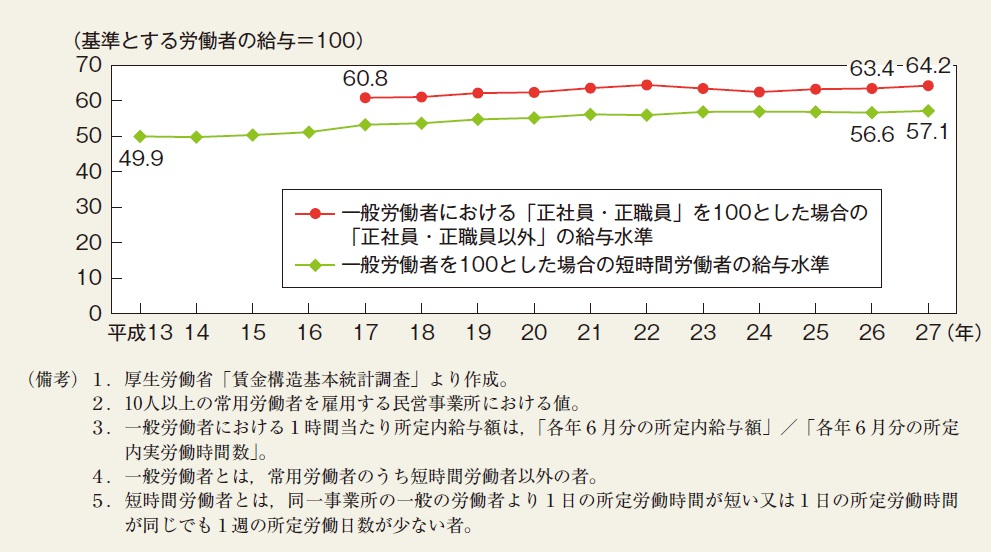 （基準とする労働者の給与＝100）
70
60
50
40
30
20
10
0
60.8
63.4
64.2
49.9
56.6
57.1
一般労働者における「正社員・正職員」を100とした場合の
「正社員・正職員以外」の給与水準
一般労働者を100とした場合の短時間労働者の給与水準
平成13 14 15 16 17 18 19 20 21 22 23 24 25 26 27（年）
（備考）１．厚生労働省「賃金構造基本統計調査」より作成。
２．10人以上の常用労働者を雇用する民営事業所における値。
３．一般労働者における１時間当たり所定内給与額は，「各年６月分の所定内給与額」／「各年６月分の所定
内実労働時間数」。
４．一般労働者とは，常用労働者のうち短時間労働者以外の者。
５．短時間労働者とは，同一事業所の一般の労働者より１日の所定労働時間が短い又は１日の所定労働時間
が同じでも１週の所定労働日数が少ない者。